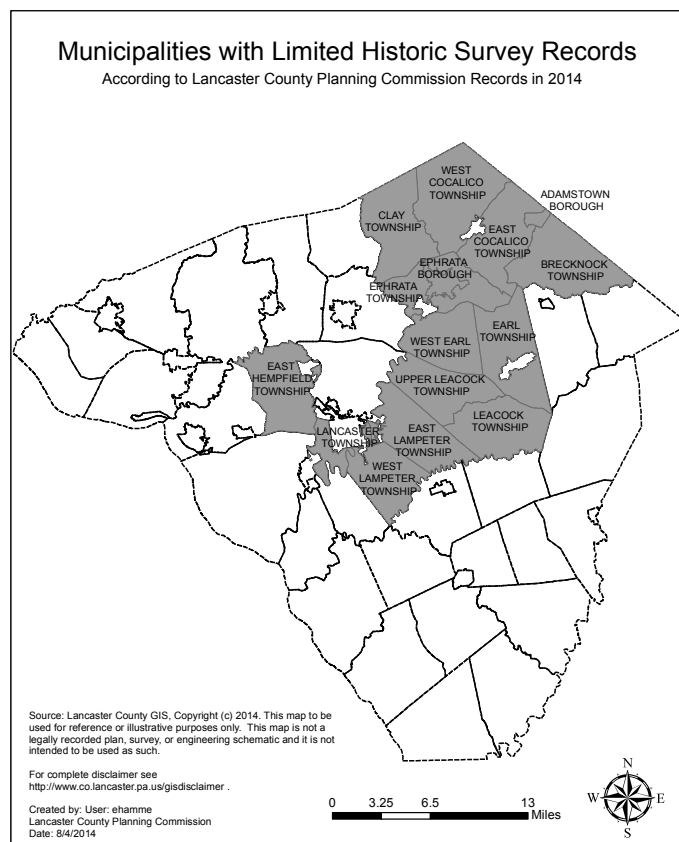 Municipalities with Limited Historic Survey Records
According to Lancaster County Planning Commission Records in 2014
WEST
COCALICO
TOWNSHIP
ADAMSTOWN
BOROUGH
CLAY
TOWNSHIP
EAST
COCALICO
TOWNSHIP
EPHRATA
BOROUGH
BRECKNOCK
TOWNSHIP
EPHRATA
TOWNSHIP
EARL
TOWNSHIP
WEST EARL
TOWNSHIP
EAST
HEMPFIELD
TOWNSHIP
UPPER LEACOCK
TOWNSHIP
LEACOCK
TOWNSHIP
LANCASTER
TOWNSHIP
EAST
LAMPETER
TOWNSHIP
WEST
LAMPETER
TOWNSHIP
Source: Lancaster County GIS, Copyright (c) 2014. This map to be
used for reference or illustrative purposes only. This map is not a
legally recorded plan, survey, or engineering schematic and it is not
intended to be used as such.
For complete disclaimer see
http://www.co.lancaster.pa.us/gisdisclaimer .
Created by: User: ehamme
Lancaster County Planning Commission
Date: 8/4/2014
0 3.25 6.5 13
Miles
N
W E
S